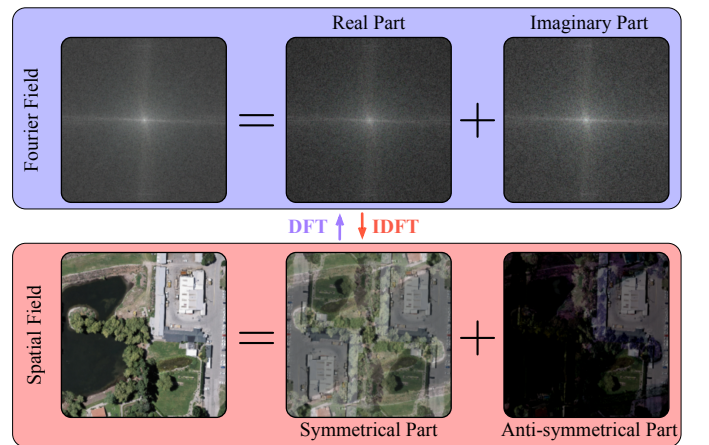 Real Part
Imaginary Part
Fourier Field
=
+
DFT
IDFT
Spatial Field
=
+
Symmetrical Part
Anti-symmetrical Part